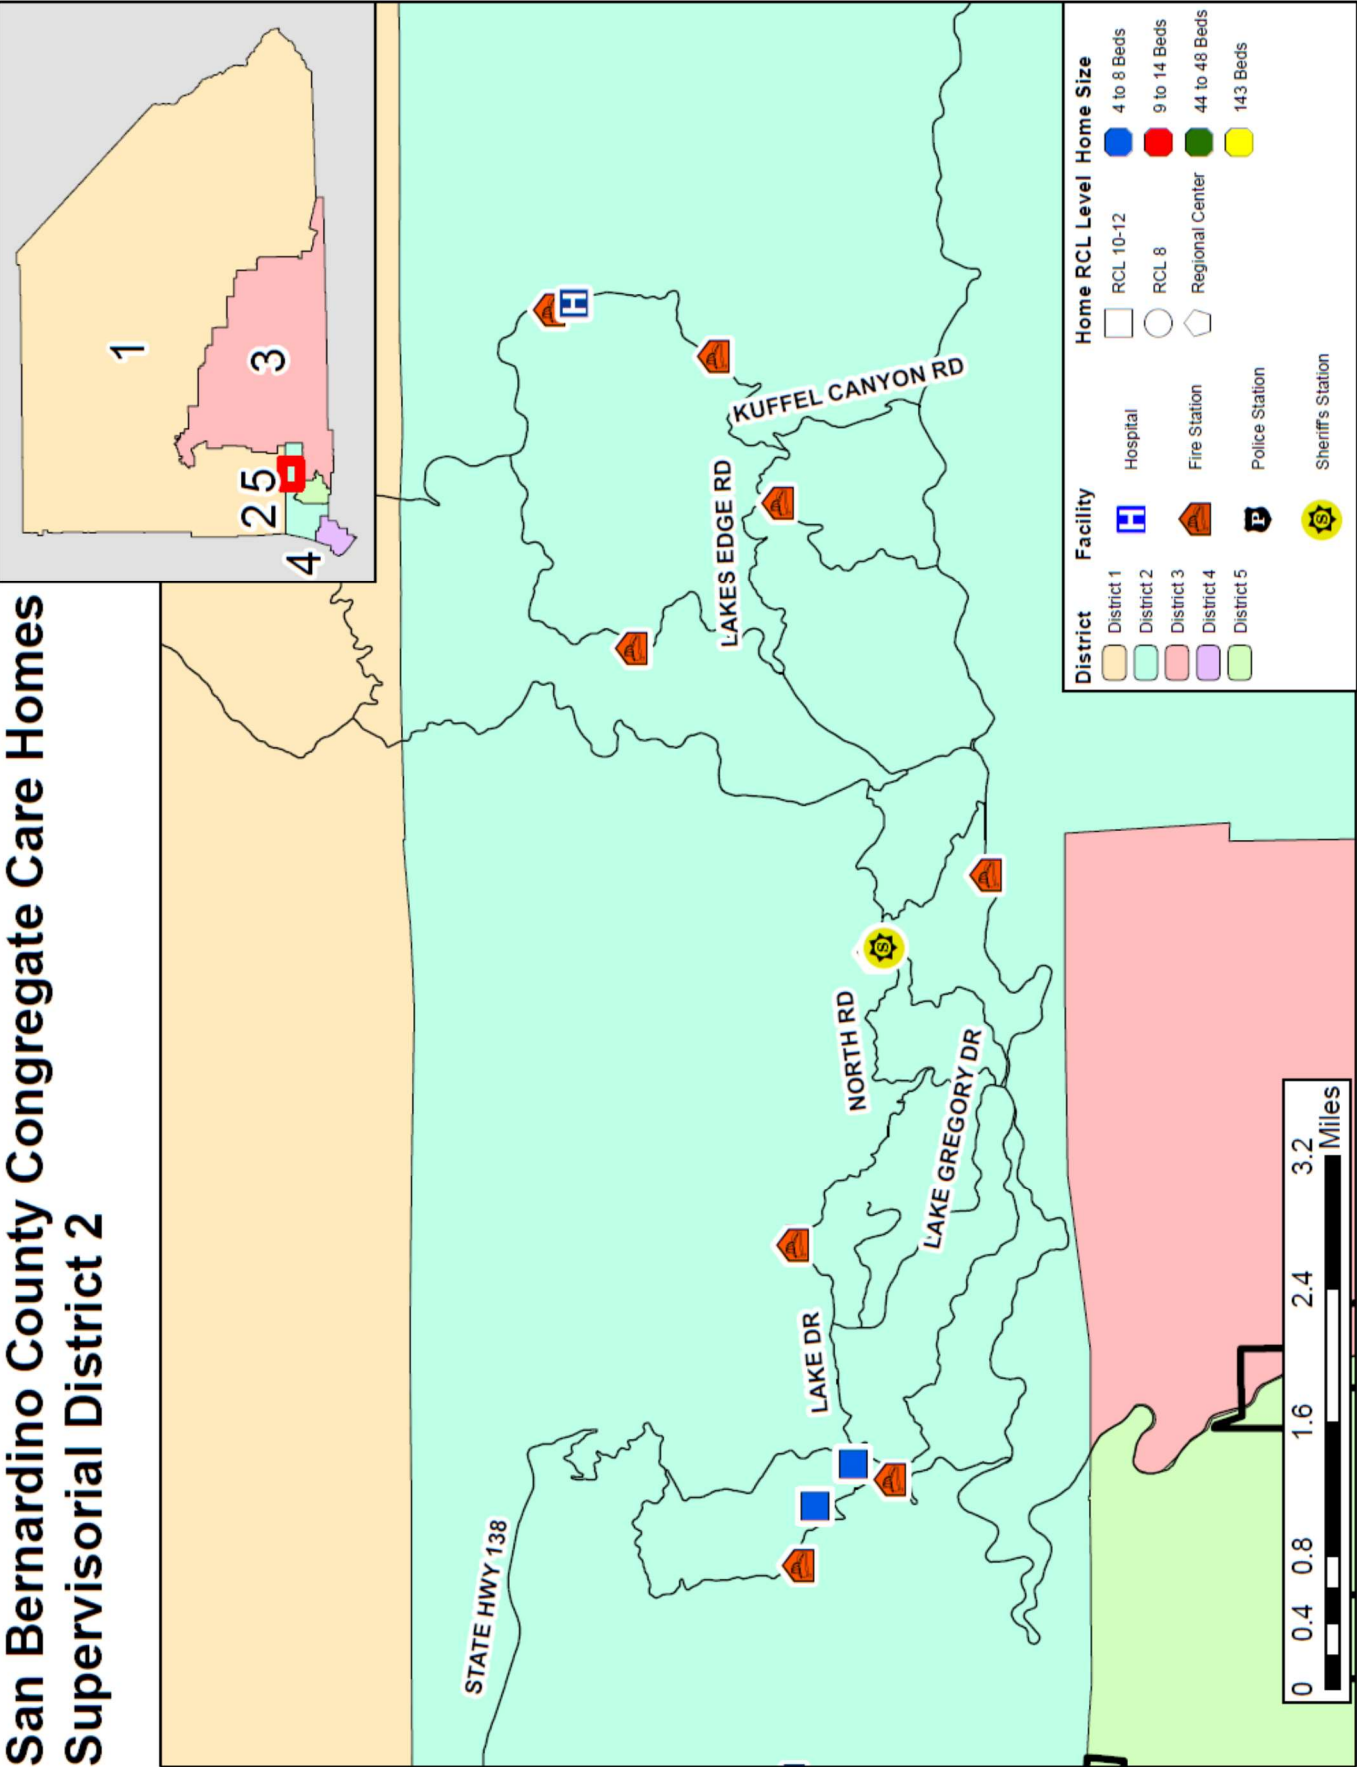 San Bernardino County Congregate Care Homes
Supervisorial District 2
1
3
2
5
4
STATE HWY 138
LAKE DR
LAKE GREGORY DR
NORTH RD
LAKES EDGE RD
KUFFEL CANYON RD
H
S
0 0.4 0.8 1.6 2.4 3.2
Miles
District
District 1
District 2
District 3
District 4
District 5
Facility
H Hospital
Fire Station
P Police Station
S Sheriff's Station
Home RCL Level
RCL 10-12
RCL 8
Regional Center
Home Size
4 to 8 Beds
9 to 14 Beds
44 to 48 Beds
143 Beds